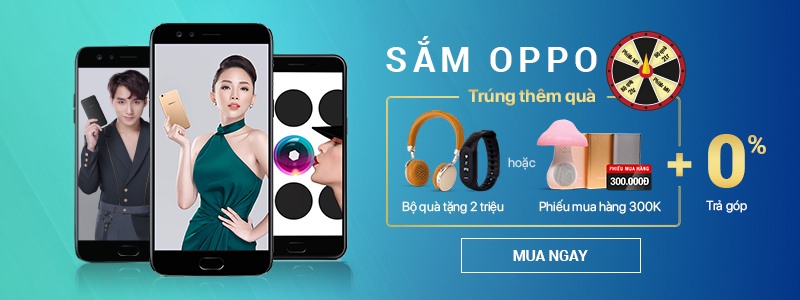 SẮM OPPO
Trúng thêm quà
hoặc
PHIẾU MUA HÀNG
300.000Đ
Bộ quà tặng 2 triệu
Phiếu mua hàng 300K
+ 0%
Trả góp
MUA NGAY